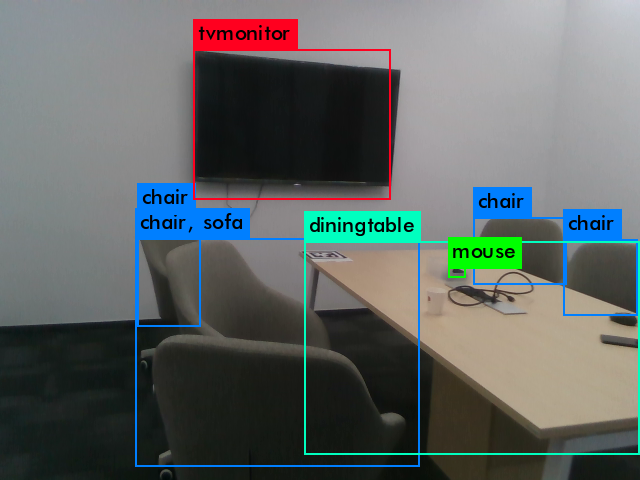 tvmonitor
chair
chair, sofa
diningtable
chair
chair
mouse